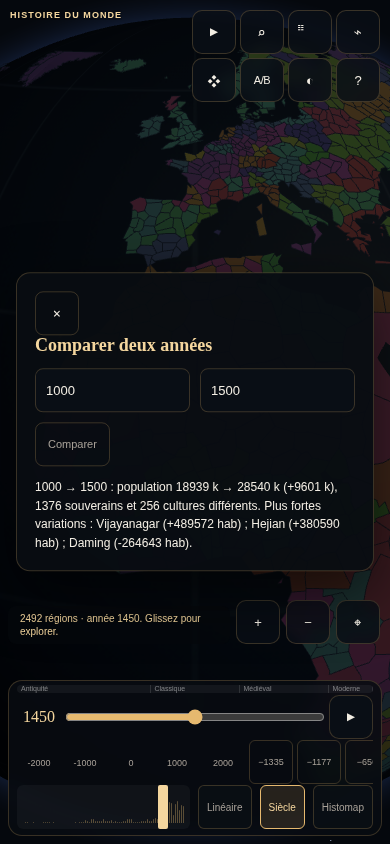 HISTOIRE DU MONDE
A/B
?
×
Comparer deux années
1000
1500
Comparer
1000 → 1500 : population 18939 k → 28540 k (+9601 k),
1376 souverains et 256 cultures différents. Plus fortes
variations : Vijayanagar (+489572 hab) ; Hejian (+380590
hab) ; Daming (-264643 hab).
2492 régions · année 1450. Glissez pour
explorer.
+
−
Antiquité
Classique
Médiéval
Moderne
1450
-2000
-1000
0
1000
2000
−1335
−1177
−65
Linéaire
Siècle
Histomap